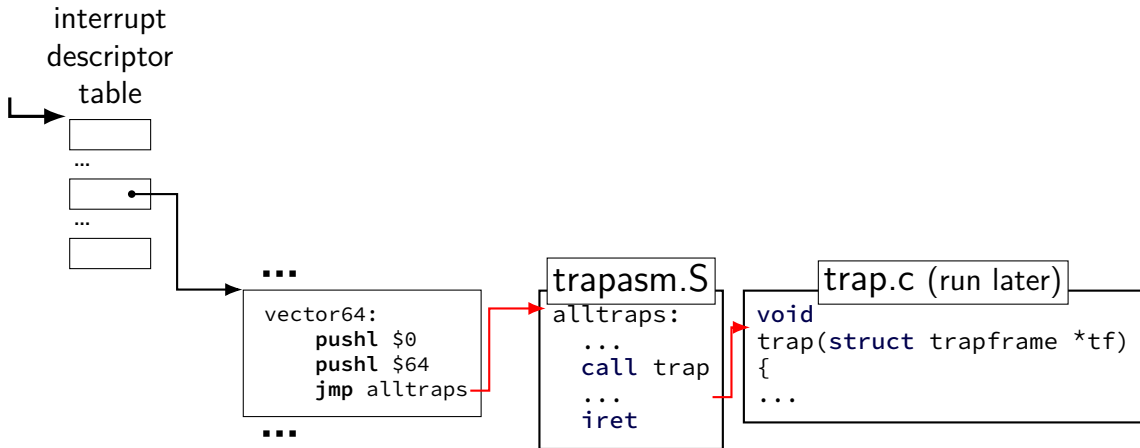 interrupt
descriptor
table
...
...
...
vector64:
pushl $0
pushl $64
jmp alltraps
...
trapasm.S
alltraps:
...
call trap
...
iret
trap.c (run later)
void
trap(struct trapframe *tf)
{
...